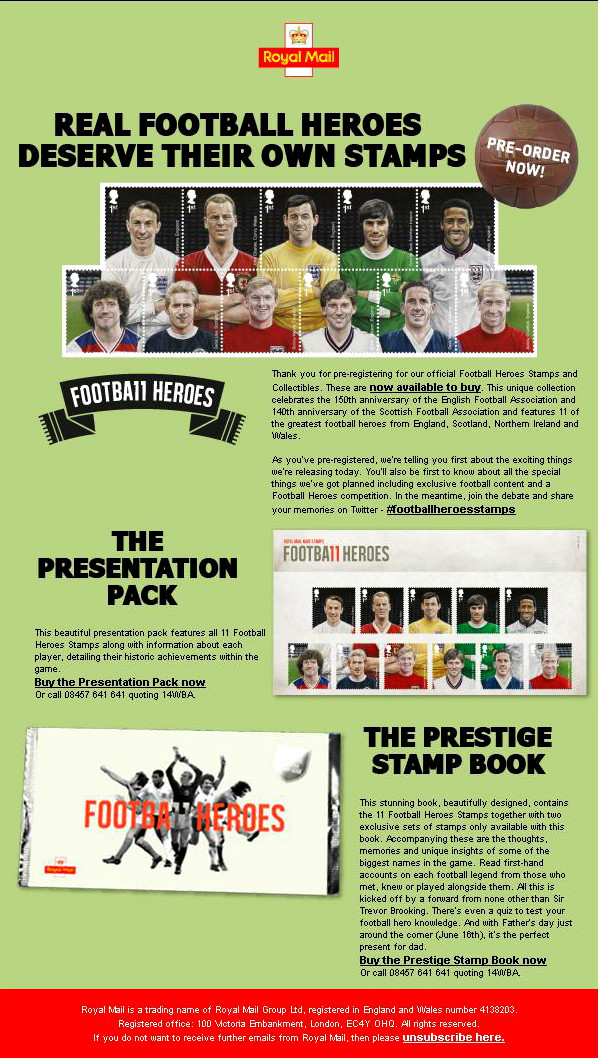 Royal Mail
REAL FOOTBALL HEROES
DESERVE THEIR OWN STAMPS
PRE-ORDER
NOW!
1st
1st
1st
1st
1st
1st
1st
1st
1st
1st
1st
FOOTBA11 HEROES
Thank you for pre-registering for our official Football Heroes Stamps and
Collectibles. These are now available to buy. This unique collection
celebrates the 150th anniversary of the English Football Association and
140th anniversary of the Scottish Football Association and features 11 of
the greatest football heroes from England, Scotland, Northern Ireland and
Wales.
As you've pre-registered, we're telling you first about the exciting things
we're releasing today. You'll also be first to know about all the special
things we've got planned including exclusive football content and a
Football Heroes competition. In the meantime, join the debate and share
your memories on Twitter - #footballheroesstamps
THE
PRESENTATION
PACK
This beautiful presentation pack features all 11 Football
Heroes Stamps along with information about each
player, detailing their historic achievements within the
game.
Buy the Presentation Pack now
Or call 08457 641 641 quoting 14WBA.
ROYAL MAIL MINT STAMPS
FOOTBA11 HEROES
THE PRESTIGE
STAMP BOOK
FOOTBA HEROES
Royal Mail
This stunning book, beautifully designed, contains
the 11 Football Heroes Stamps together with two
exclusive sets of stamps only available with this
book. Accompanying these are the thoughts,
memories and unique insights of some of the
biggest names in the game. Read first-hand
accounts on each football legend from those who
met, knew or played alongside them. All this is
kicked off by a forward from none other than Sir
Trevor Brooking. There's even a quiz to test your
football hero knowledge. And with Father's day just
around the corner (June 16th), it's the perfect
present for dad.
Buy the Prestige Stamp Book now
Or call 08457 641 641 quoting 14WBA.
Royal Mail is a trading name of Royal Mail Group Ltd, registered in England and Wales number 4138203.
Registered office: 100 Victoria Embankment, London, EC4Y OHQ. All rights reserved.
If you do not want to receive further emails from Royal Mail, then please unsubscribe here.